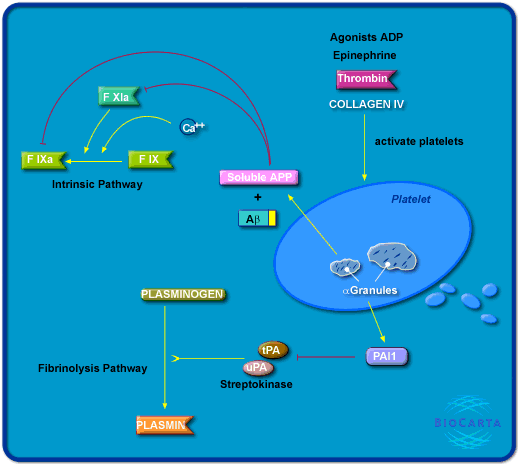 Agonists ADP
Epinephrine
Thrombin
COLLAGEN IV
activate platelets
F XIa
Ca++
F IXa
F IX
Intrinsic Pathway
Soluble APP
+
Aβ
Platelet
αGranules
PLASMINOGEN
tPA
uPA
Streptokinase
PAI1
Fibrinolysis Pathway
PLASMIN
BIOCARTA